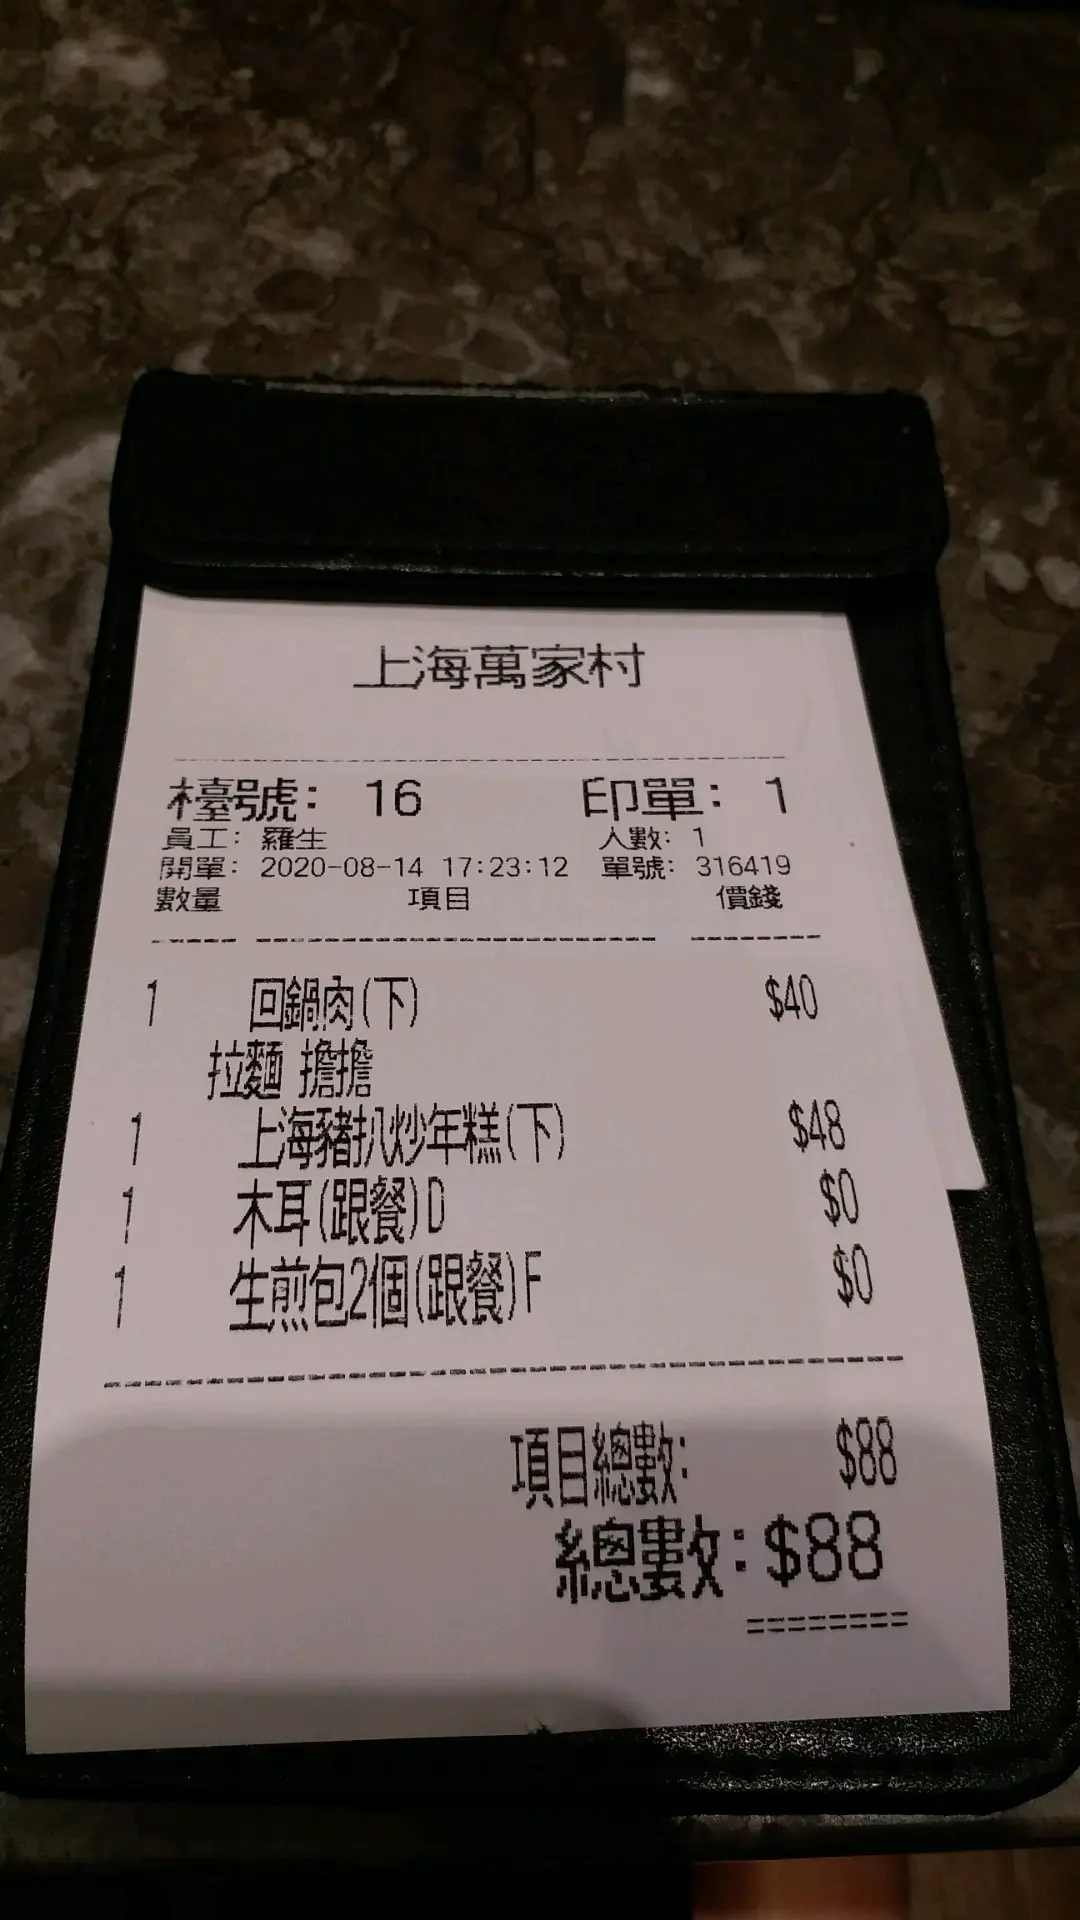 上海萬家村
檯號: 16 印單: 1
員工: 羅生 人數: 1
開單: 2020-08-14 17:23:12 單號: 316419
數量 項目 價錢
1 回鍋肉(下) $40
拉麵 擔擔
1 上海豬扒炒年糕(下) $48
1 木耳(跟餐)D $0
1 生煎包2個(跟餐)F $0
項目總數: $88
總數: $88